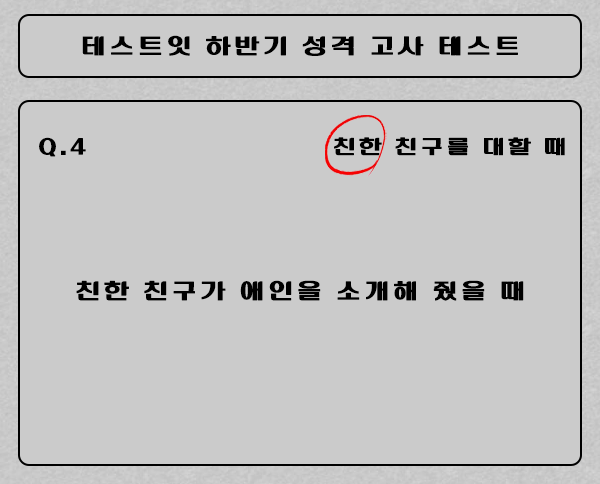 테스트잇 하반기 성격 고사 테스트
Q.4
친한 친구를 대할 때
친한 친구가 애인을 소개해 줬을 때